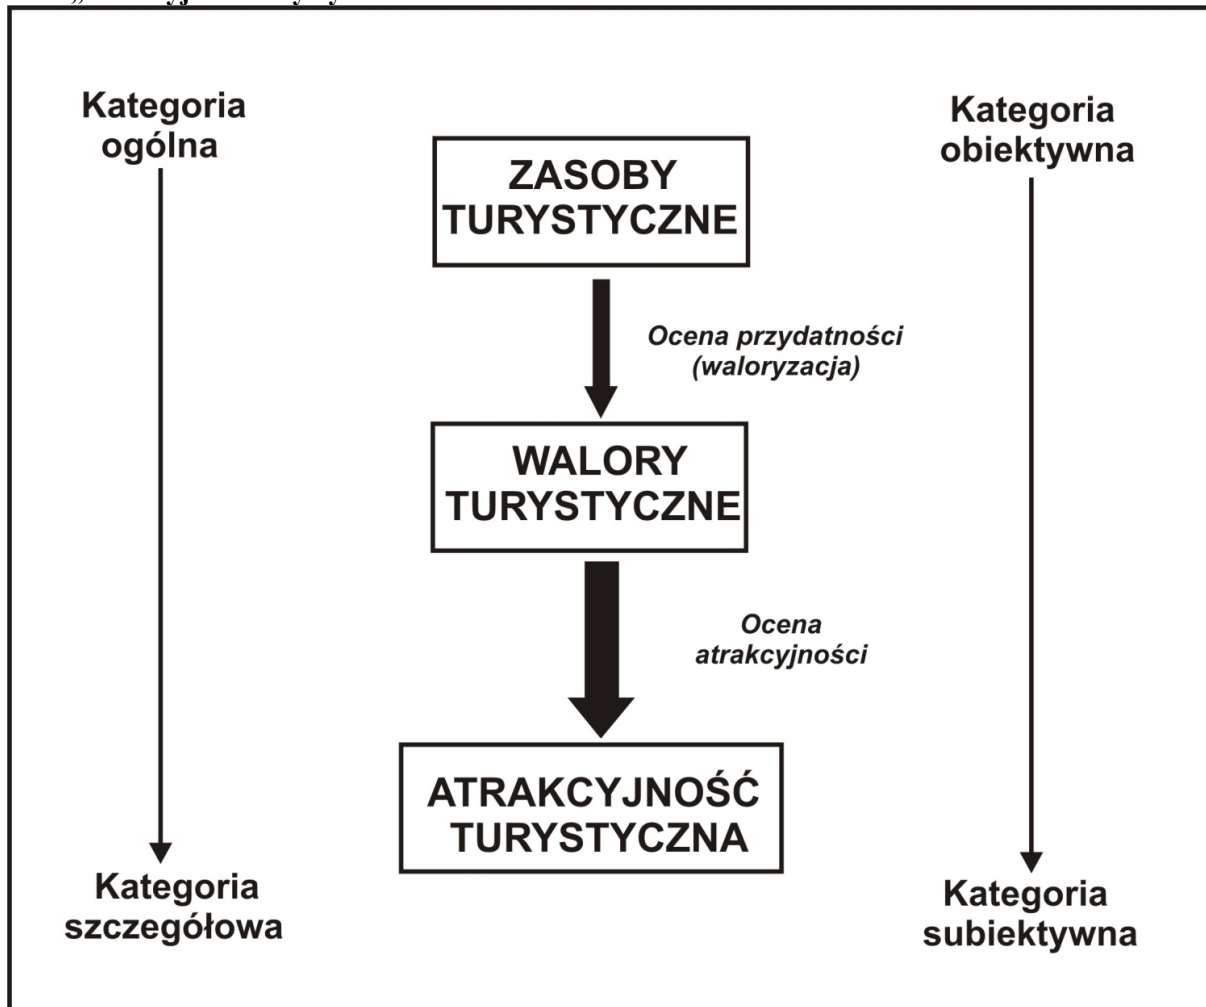 Kategoria
ogólna
Kategoria
obiektywna
ZASOBY
TURYSTYCZNE
Ocena przydatności
(waloryzacja)
WALORY
TURYSTYCZNE
Ocena
atrakcyjności
ATRAKCYJNOŚĆ
TURYSTYCZNA
Kategoria
szczegółowa
Kategoria
subiektywna